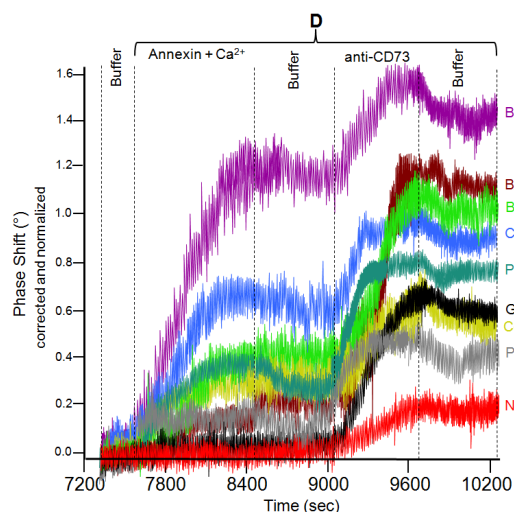 D
Buffer
Annexin + Ca²⁺
Buffer
anti-CD73
Buffer
Phase Shift (°)
corrected and normalized
1.6
1.4
1.2
1.0
0.8
0.6
0.4
0.2
0.0
B
B
B
C
P
G
C
P
N
7200
7800
8400
9000
9600
10200
Time (sec)